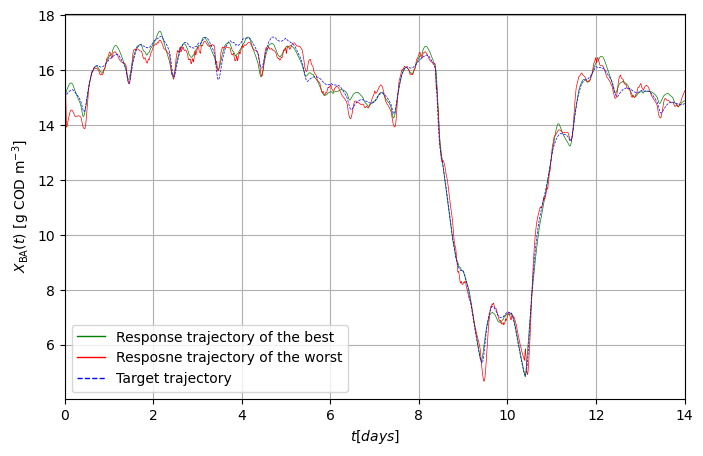 18
16
14
12
10
8
6
X_BA(t) [g COD m⁻³]
Response trajectory of the best
Resposne trajectory of the worst
Target trajectory
0 2 4 6 8 10 12 14
t[days]